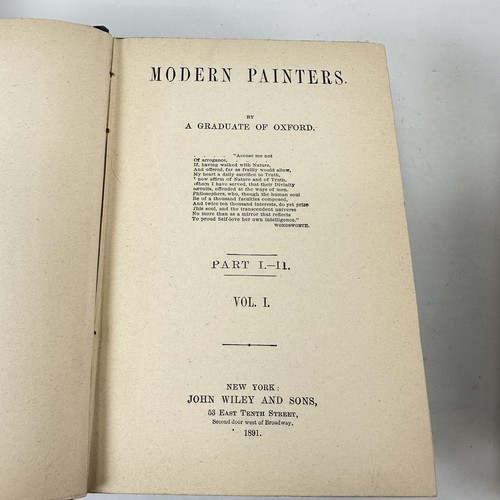 MODERN PAINTERS.
BY
A GRADUATE OF OXFORD.
. . . . . "Accuse me not
Of arrogance,
If, having walked with Nature,
And offered, far as frailty would allow,
My heart a daily sacrifice to Truth,
I now affirm of Nature and of Truth,
Whom I have served, that their Divinity
Revolts, offended at the ways of men,
Philosophers, who, though the human soul
Be of a thousand faculties composed,
And twice ten thousand interests, do yet prize
This soul, and the transcendent universe
No more than as a mirror that reflects
To proud Self-love her own intelligence."
WORDSWORTH.
PART I.–II.
VOL. I.
NEW YORK:
JOHN WILEY AND SONS,
53 EAST TENTH STREET,
Second door west of Broadway.
1891.